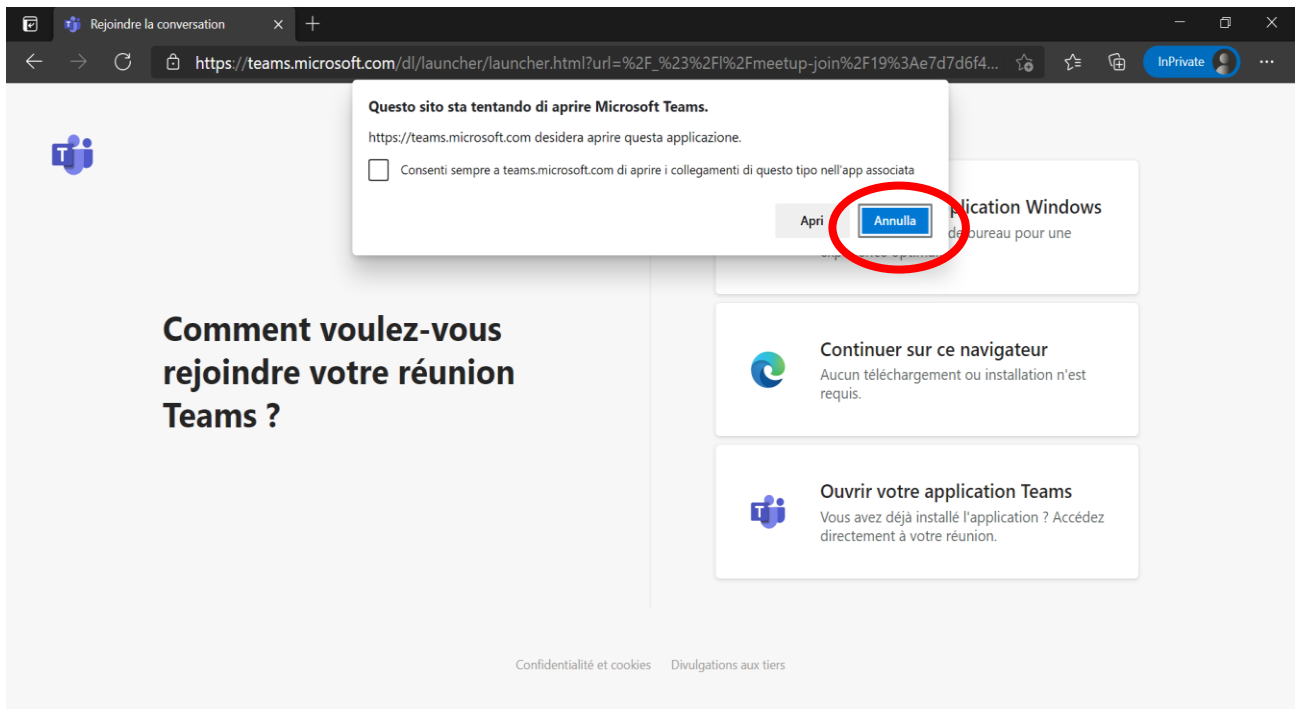 Rejoindre la conversation
https://teams.microsoft.com/dl/launcher/launcher.html?url=%2F_%23%2Fl%2Fmeetup-join%2F19%3Ae7d7d6f4...
InPrivate
Questo sito sta tentando di aprire Microsoft Teams.
https://teams.microsoft.com desidera aprire questa applicazione.
Consenti sempre a teams.microsoft.com di aprire i collegamenti di questo tipo nell'app associata
Apri
Annulla
Windows
bureau pour une
Comment voulez-vous
rejoindre votre réunion
Teams ?
Continuer sur ce navigateur
Aucun téléchargement ou installation n'est
requis.
Ouvrir votre application Teams
Vous avez déjà installé l'application ? Accédez
directement à votre réunion.
Confidentialité et cookies
Divulgations aux tiers